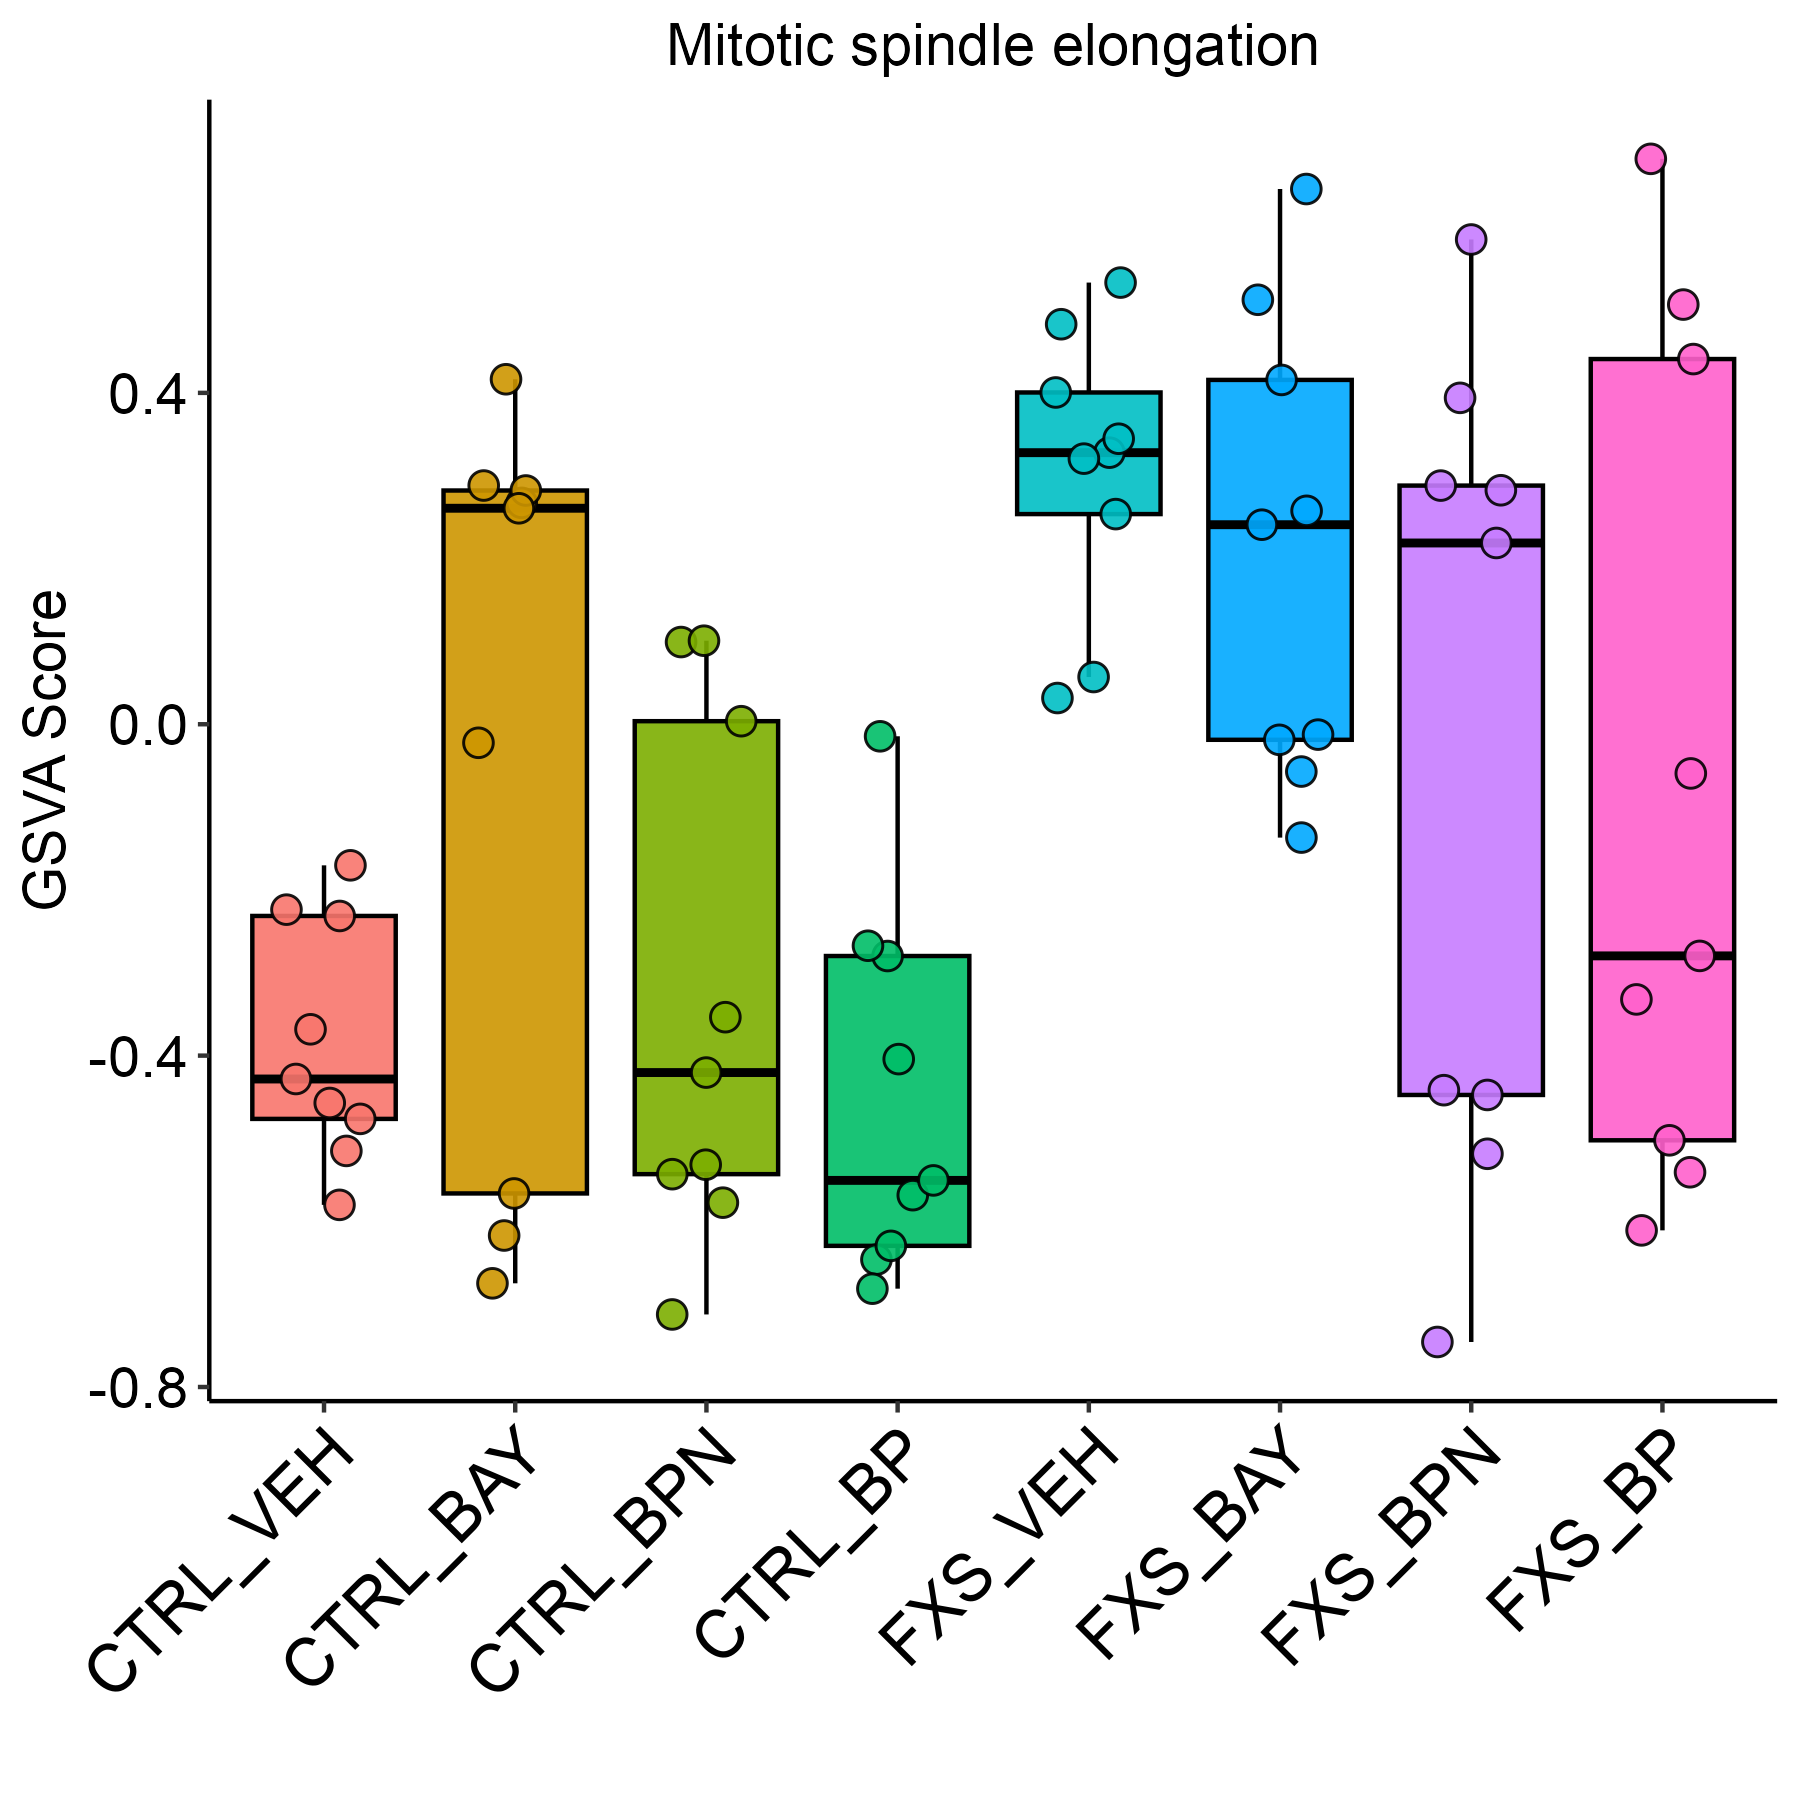 Mitotic spindle elongation
GSVA Score
0.4
0.0
-0.4
-0.8
CTRL_VEH
CTRL_BAY
CTRL_BPN
CTRL_BP
FXS_VEH
FXS_BAY
FXS_BPN
FXS_BP